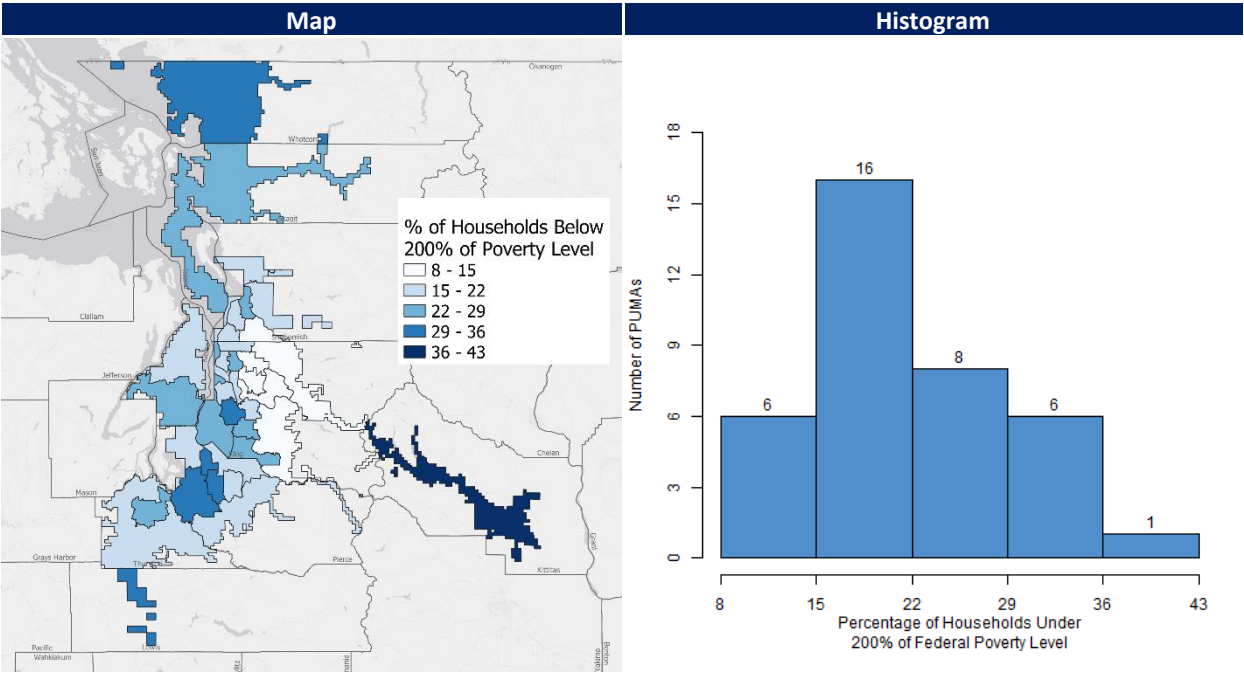 Map
Histogram
Okanogan
Whatcom
San Juan
% of Households Below
200% of Poverty Level
8 - 15
15 - 22
22 - 29
29 - 36
36 - 43
Clallam
Snohomish
Jefferson
King
Chelan
Mason
Grant
Grays Harbor
Thurston
Pierce
Kittitas
Pacific
Lewis
Wahkiakum
Benton
18
15
12
9
6
3
0
Number of PUMAs
6
16
8
6
1
8
15
22
29
36
43
Percentage of Households Under
200% of Federal Poverty Level